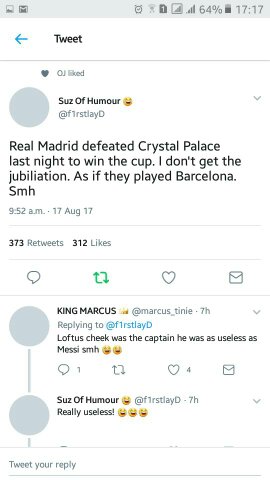 64% 17:17
Tweet
OJ liked
Suz Of Humour
@f1rstlayD
Real Madrid defeated Crystal Palace
last night to win the cup. I don't get the
jubiliation. As if they played Barcelona.
Smh
9:52 a.m. · 17 Aug 17
373 Retweets 312 Likes
KING MARCUS @marcus_tinie · 7h
Replying to @f1rstlayD
Loftus cheek was the captain he was as useless as
Messi smh
1 4
Suz Of Humour @f1rstlayD · 7h
Really useless!
Tweet your reply